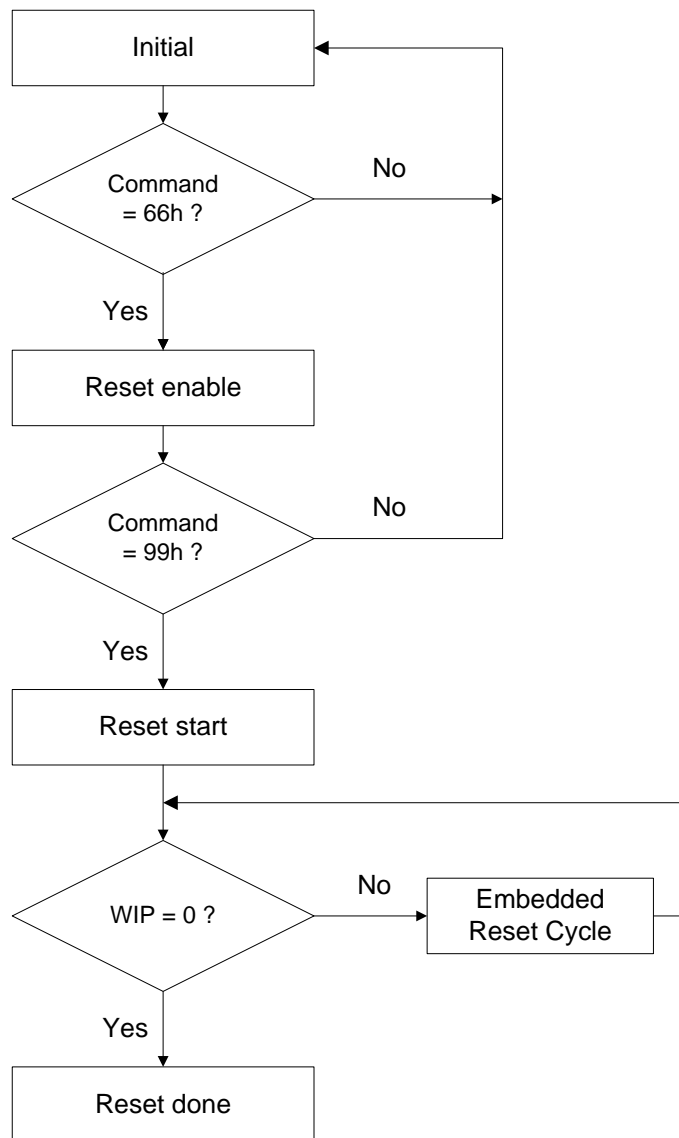 Initial
Command
= 66h ?
No
Yes
Reset enable
Command
= 99h ?
No
Yes
Reset start
WIP = 0 ?
No
Embedded
Reset Cycle
Yes
Reset done